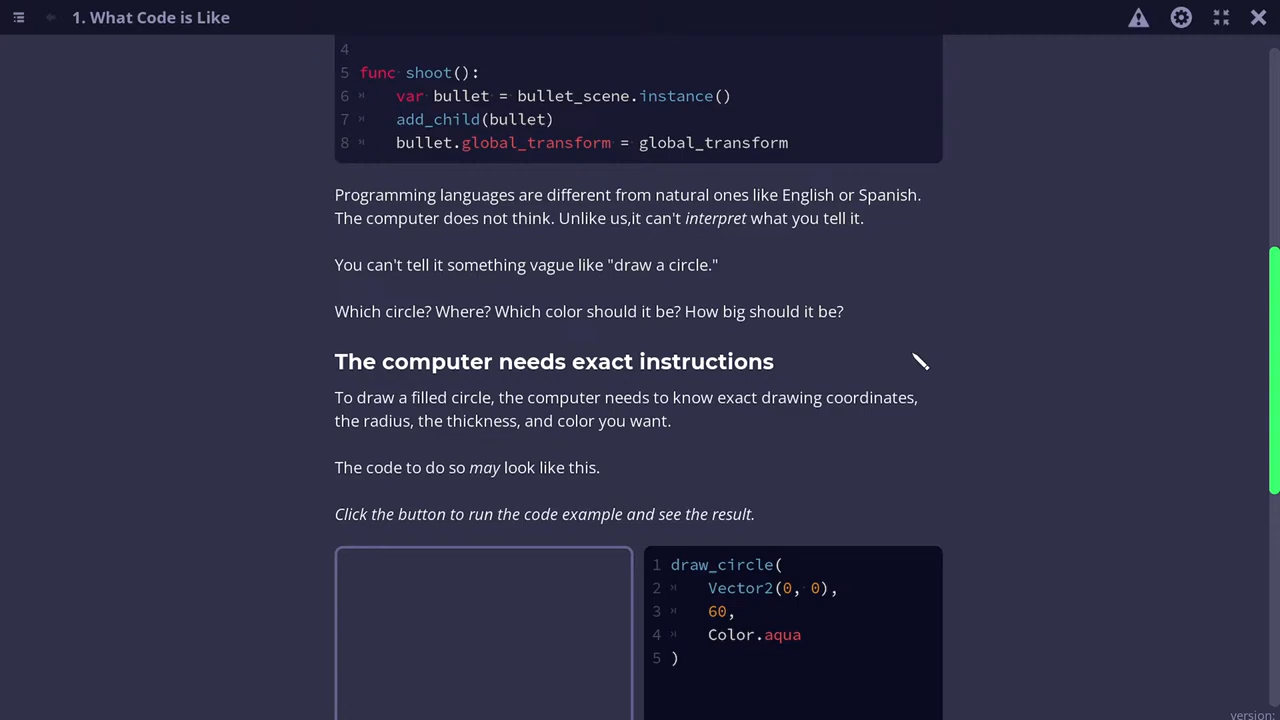 1. What Code is Like
4
5 func shoot():
6 var bullet = bullet_scene.instance()
7 add_child(bullet)
8 bullet.global_transform = global_transform
Programming languages are different from natural ones like English or Spanish.
The computer does not think. Unlike us,it can't interpret what you tell it.
You can't tell it something vague like "draw a circle."
Which circle? Where? Which color should it be? How big should it be?
The computer needs exact instructions
To draw a filled circle, the computer needs to know exact drawing coordinates,
the radius, the thickness, and color you want.
The code to do so may look like this.
Click the button to run the code example and see the result.
1 draw_circle(
2 Vector2(0, 0),
3 60,
4 Color.aqua
5 )
version: